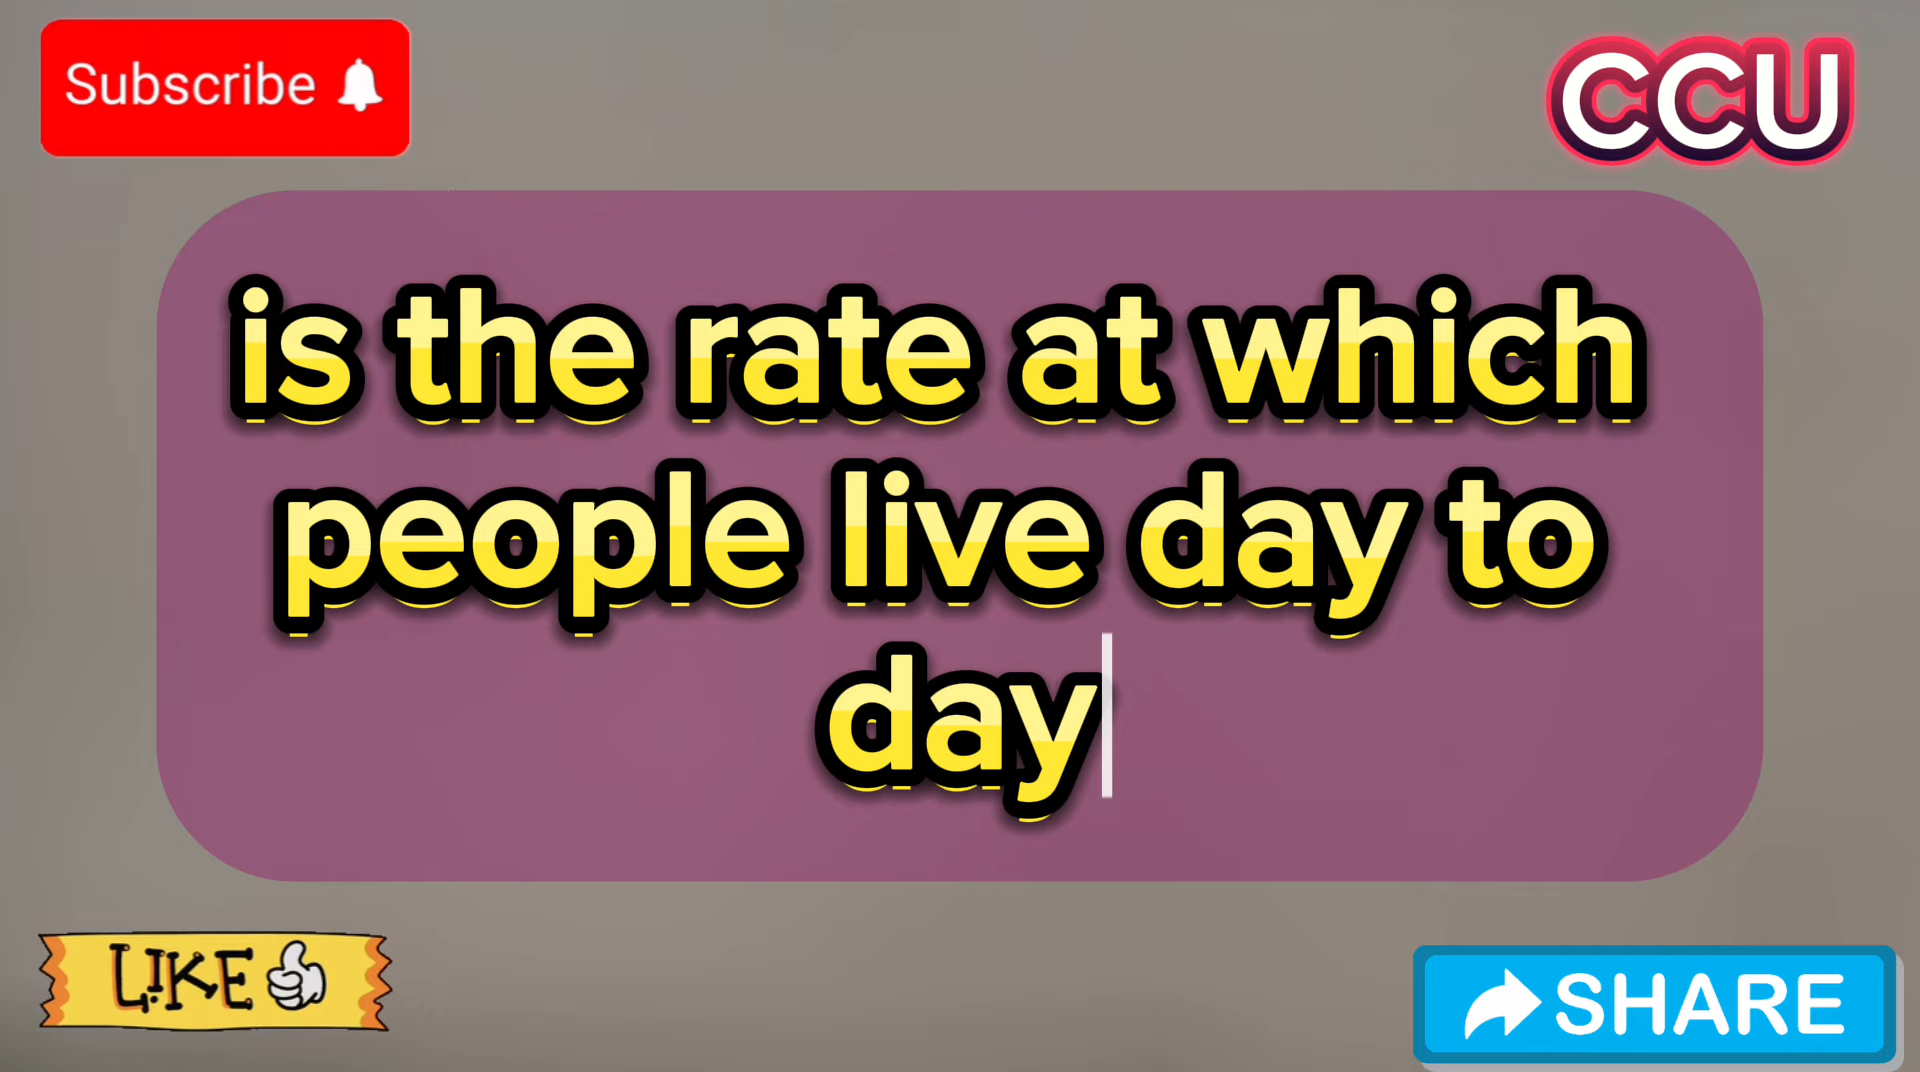 Subscribe
CCU
is the rate at which
people live day to
day
LIKE
SHARE